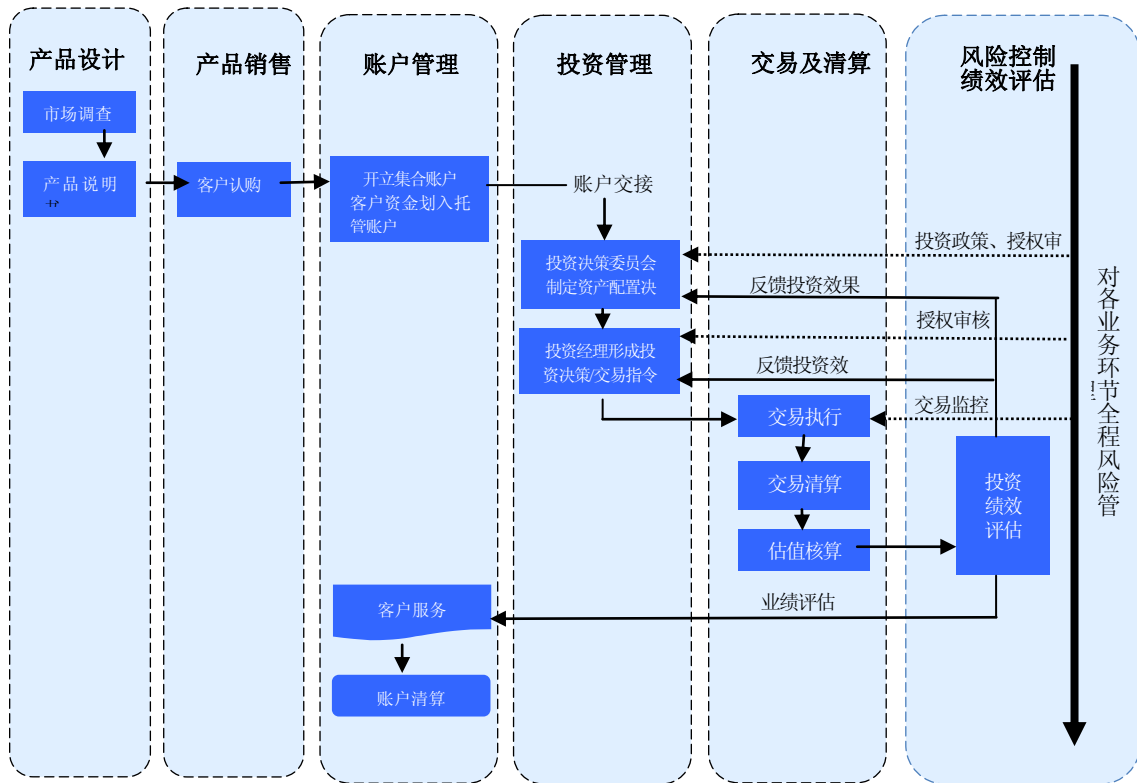 产品设计
产品销售
账户管理
投资管理
交易及清算
风险控制
绩效评估
市场调查
产品说明
客户认购
开立集合账户
客户资金划入托
管账户
账户交接
投资决策委员会
制定资产配置决
投资政策、授权审
反馈投资效果
投资经理形成投
资决策/交易指令
授权审核
反馈投资效
交易执行
交易监控
交易清算
估值核算
投资
绩效
评估
对各业务环节全程风险管
客户服务
业绩评估
账户清算